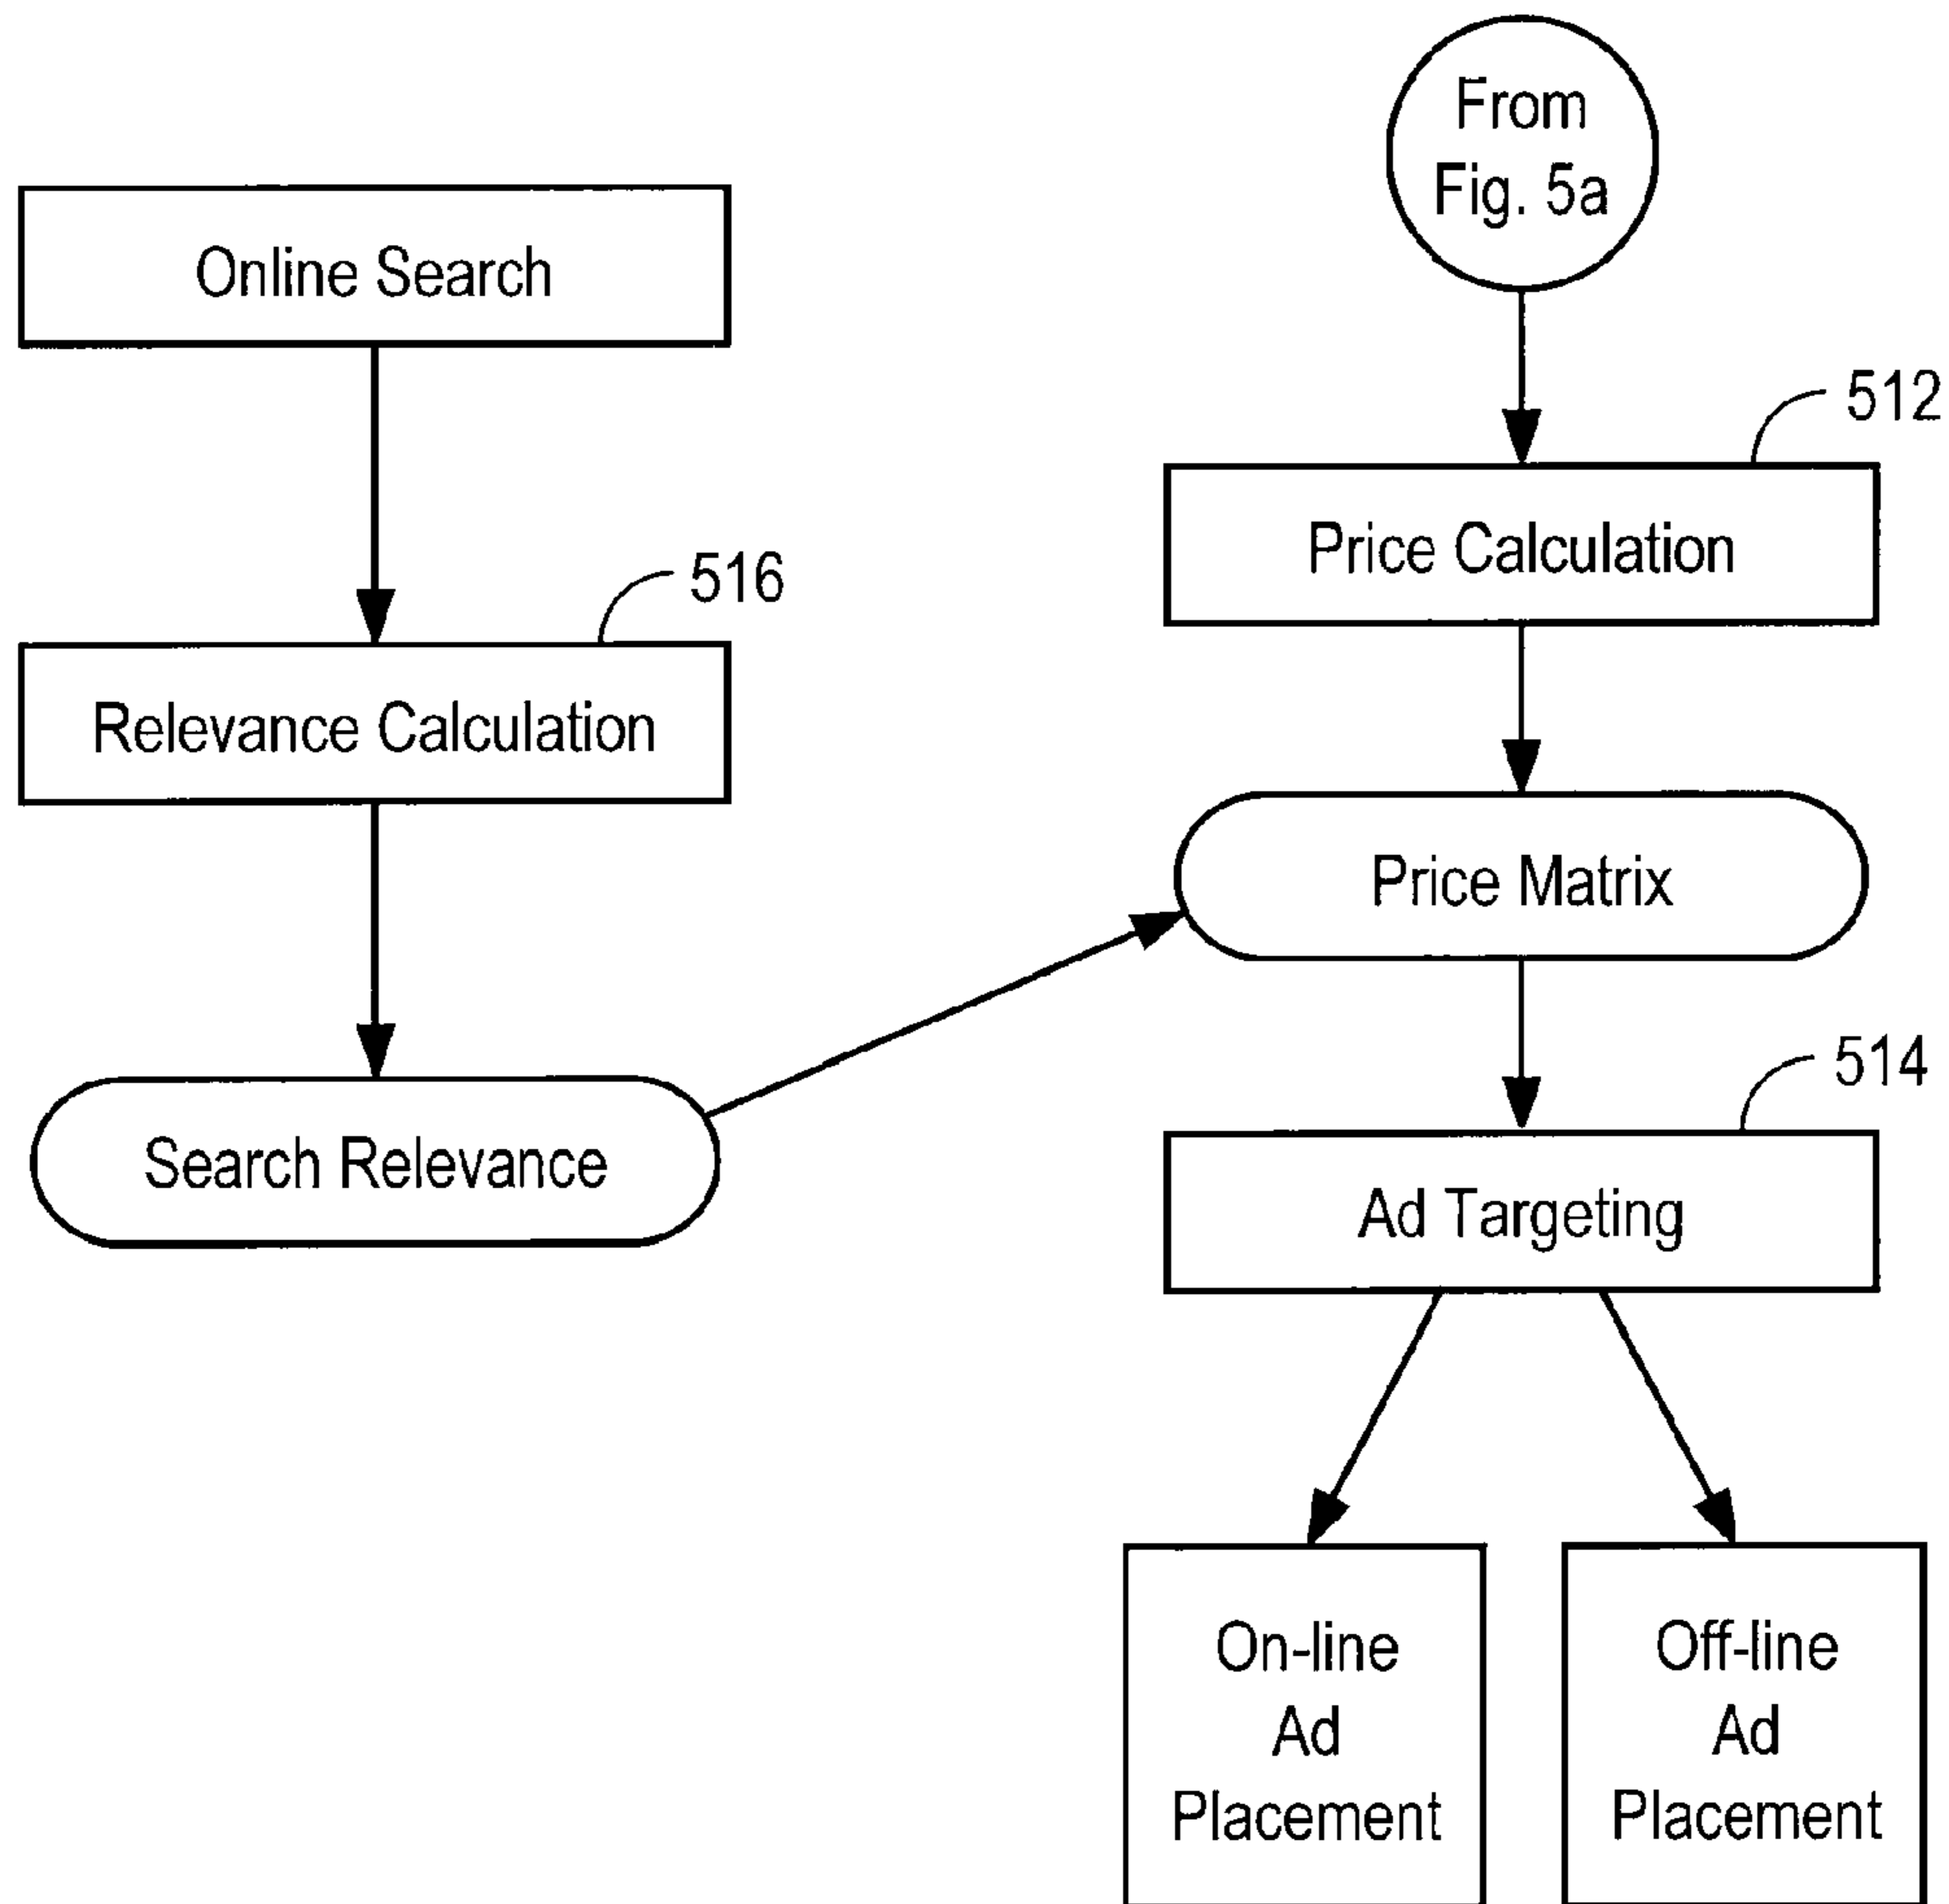 From
Fig. 5a
Online Search
512
Price Calculation
516
Relevance Calculation
Price Matrix
514
Search Relevance
Ad Targeting
On-line
Ad
Placement
Off-line
Ad
Placement